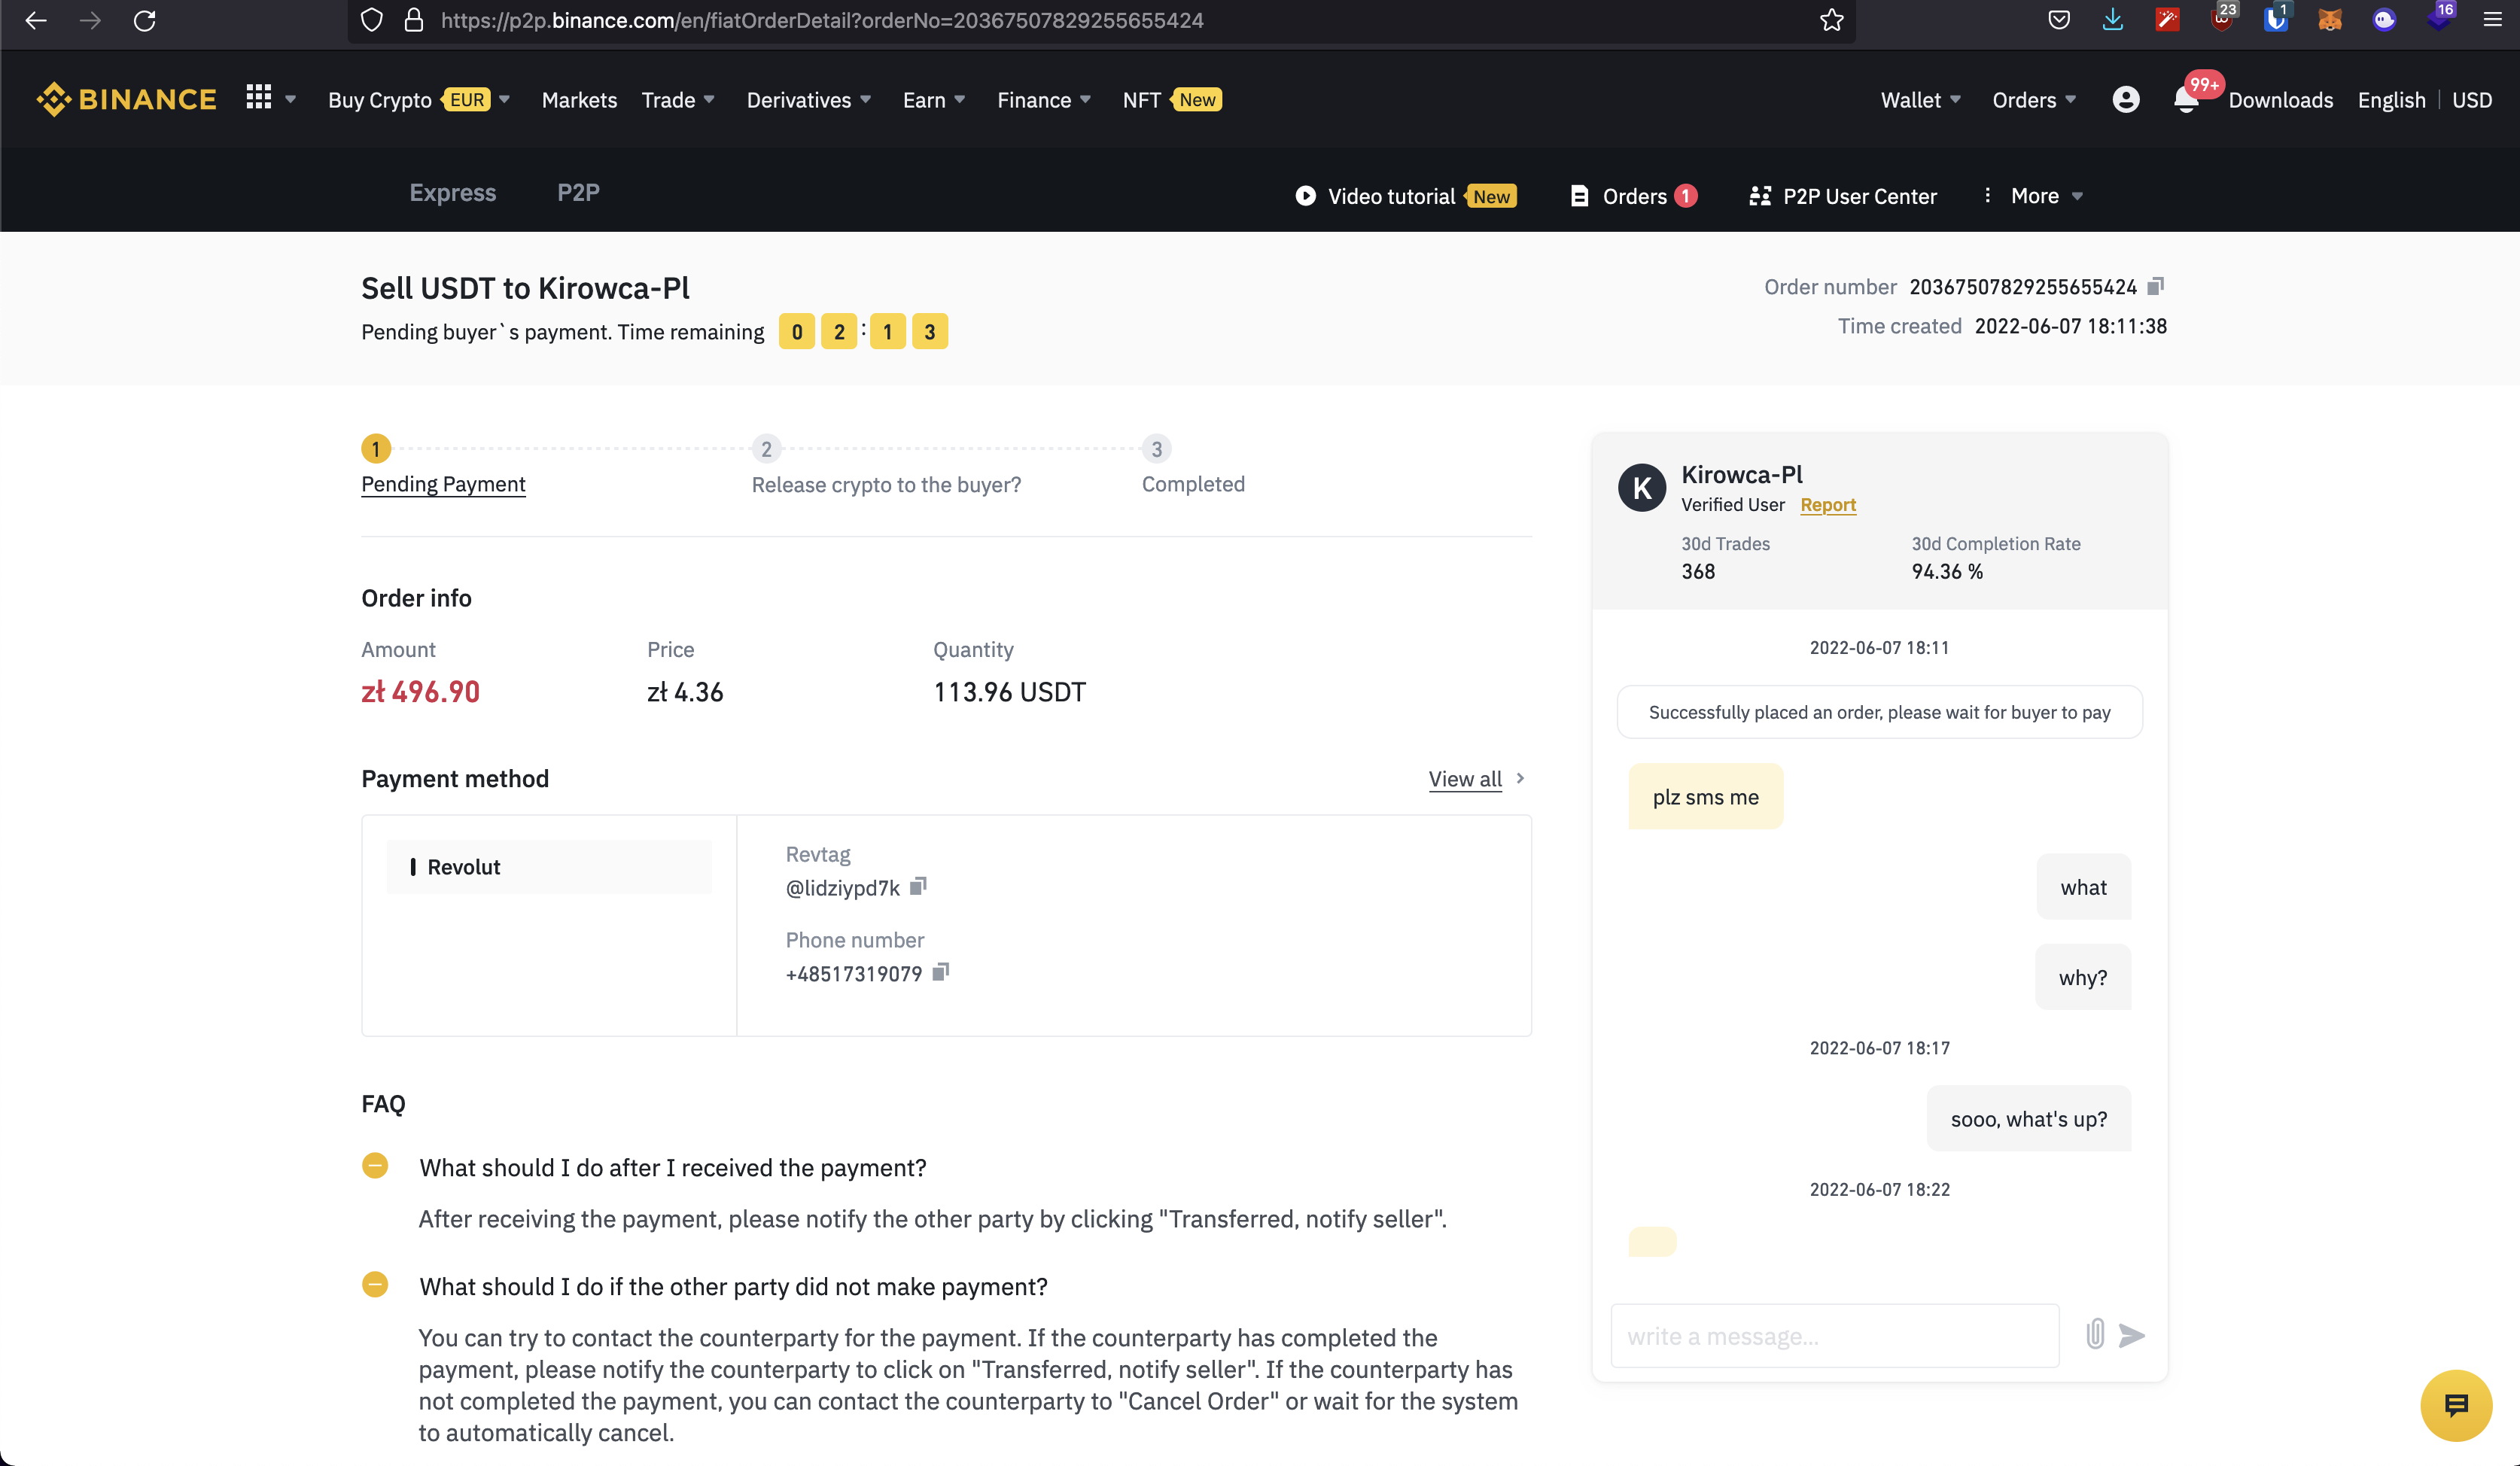 https://p2p.binance.com/en/fiatOrderDetail?orderNo=20367507829255655424
23
1
16
BINANCE
Buy Crypto EUR
Markets
Trade
Derivatives
Earn
Finance
NFT New
Wallet
Orders
99+
Downloads
English | USD
Express
P2P
Video tutorial New
Orders 1
P2P User Center
More
Sell USDT to Kirowca-Pl
Pending buyer`s payment. Time remaining 0 2 : 1 3
Order number 20367507829255655424
Time created 2022-06-07 18:11:38
1
2
3
Pending Payment
Release crypto to the buyer?
Completed
Order info
Amount
Price
Quantity
zł 496.90
zł 4.36
113.96 USDT
Payment method
View all
Revolut
Revtag
@lidziypd7k
Phone number
+48517319079
FAQ
What should I do after I received the payment?
After receiving the payment, please notify the other party by clicking "Transferred, notify seller".
What should I do if the other party did not make payment?
You can try to contact the counterparty for the payment. If the counterparty has completed the
payment, please notify the counterparty to click on "Transferred, notify seller". If the counterparty has
not completed the payment, you can contact the counterparty to "Cancel Order" or wait for the system
to automatically cancel.
K
Kirowca-Pl
Verified User Report
30d Trades
30d Completion Rate
368
94.36 %
2022-06-07 18:11
Successfully placed an order, please wait for buyer to pay
plz sms me
what
why?
2022-06-07 18:17
sooo, what's up?
2022-06-07 18:22
write a message...